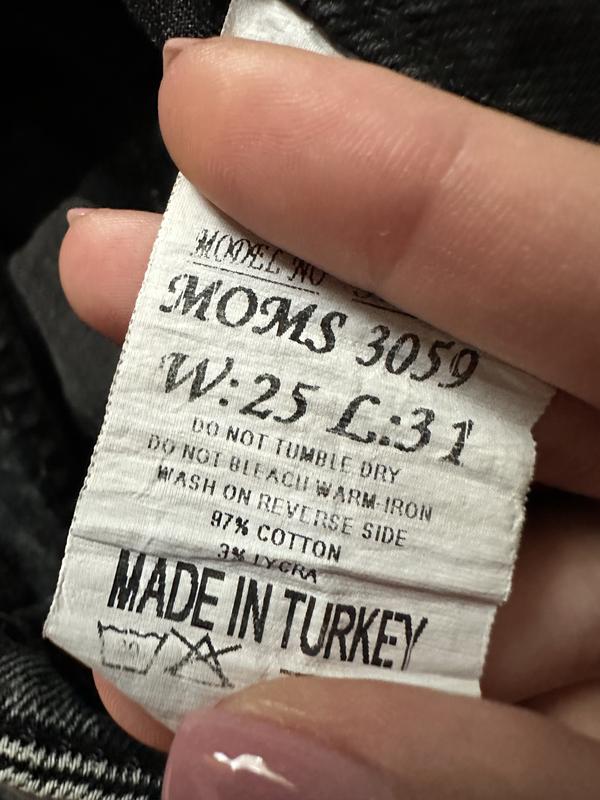 MODEL NO
MOMS 3059
W:25 L:31
DO NOT TUMBLE DRY
DO NOT BLEACH WARM-IRON
WASH ON REVERSE SIDE
97% COTTON
3% LYCRA
MADE IN TURKEY
30